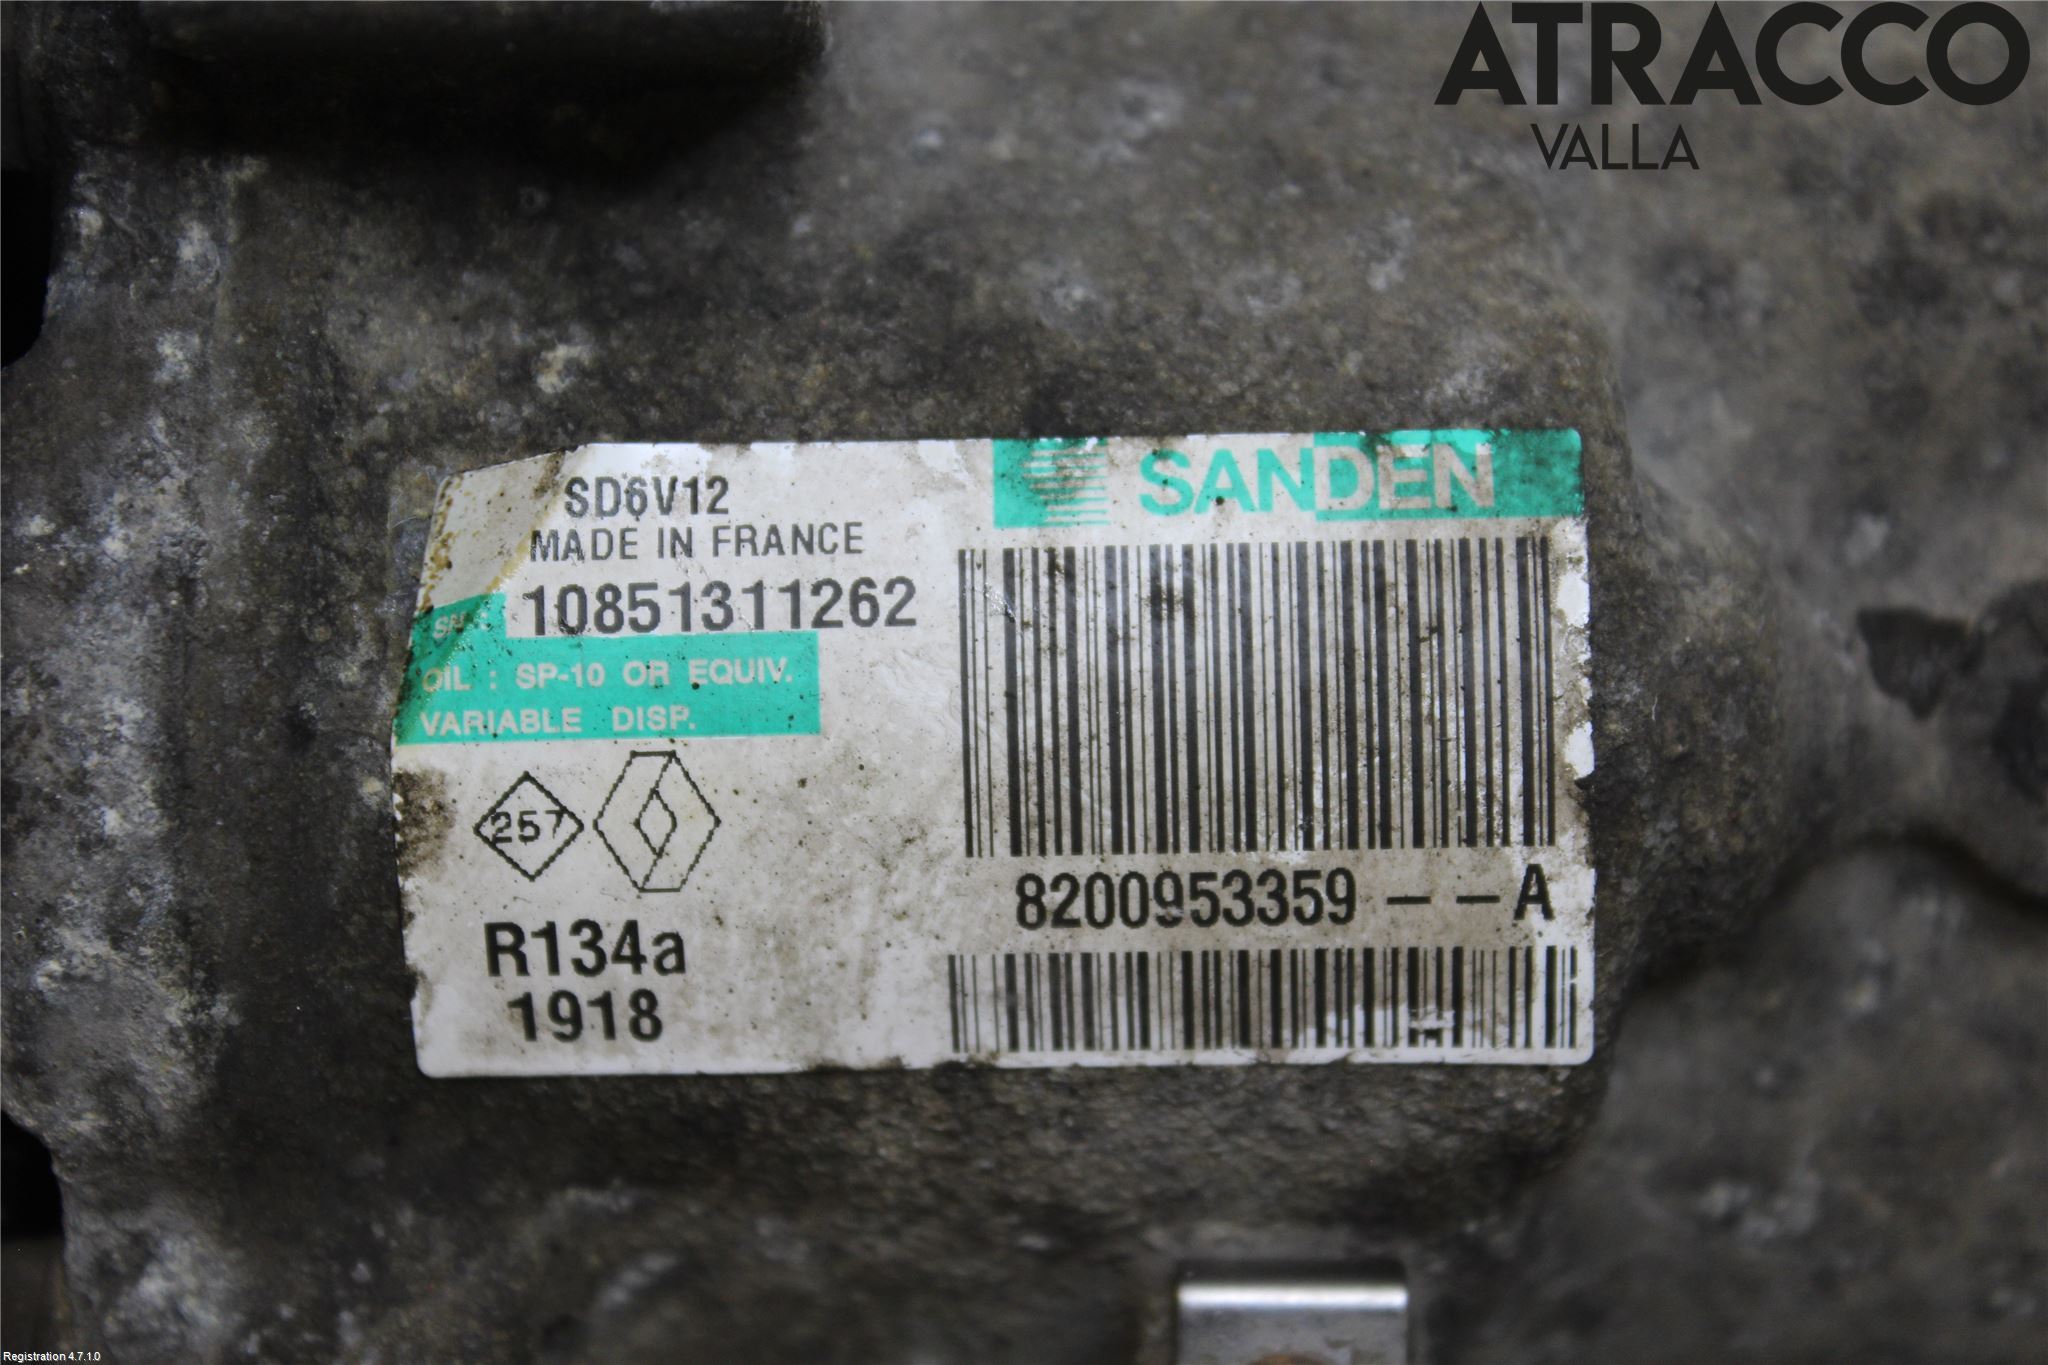 ATRACCO
VALLA
SANDEN
SD6V12
MADE IN FRANCE
SN : 10851311262
OIL : SP-10 OR EQUIV.
VARIABLE DISP.
257
8200953359 - - A
R134a
1918
Registration 4.7.1.0